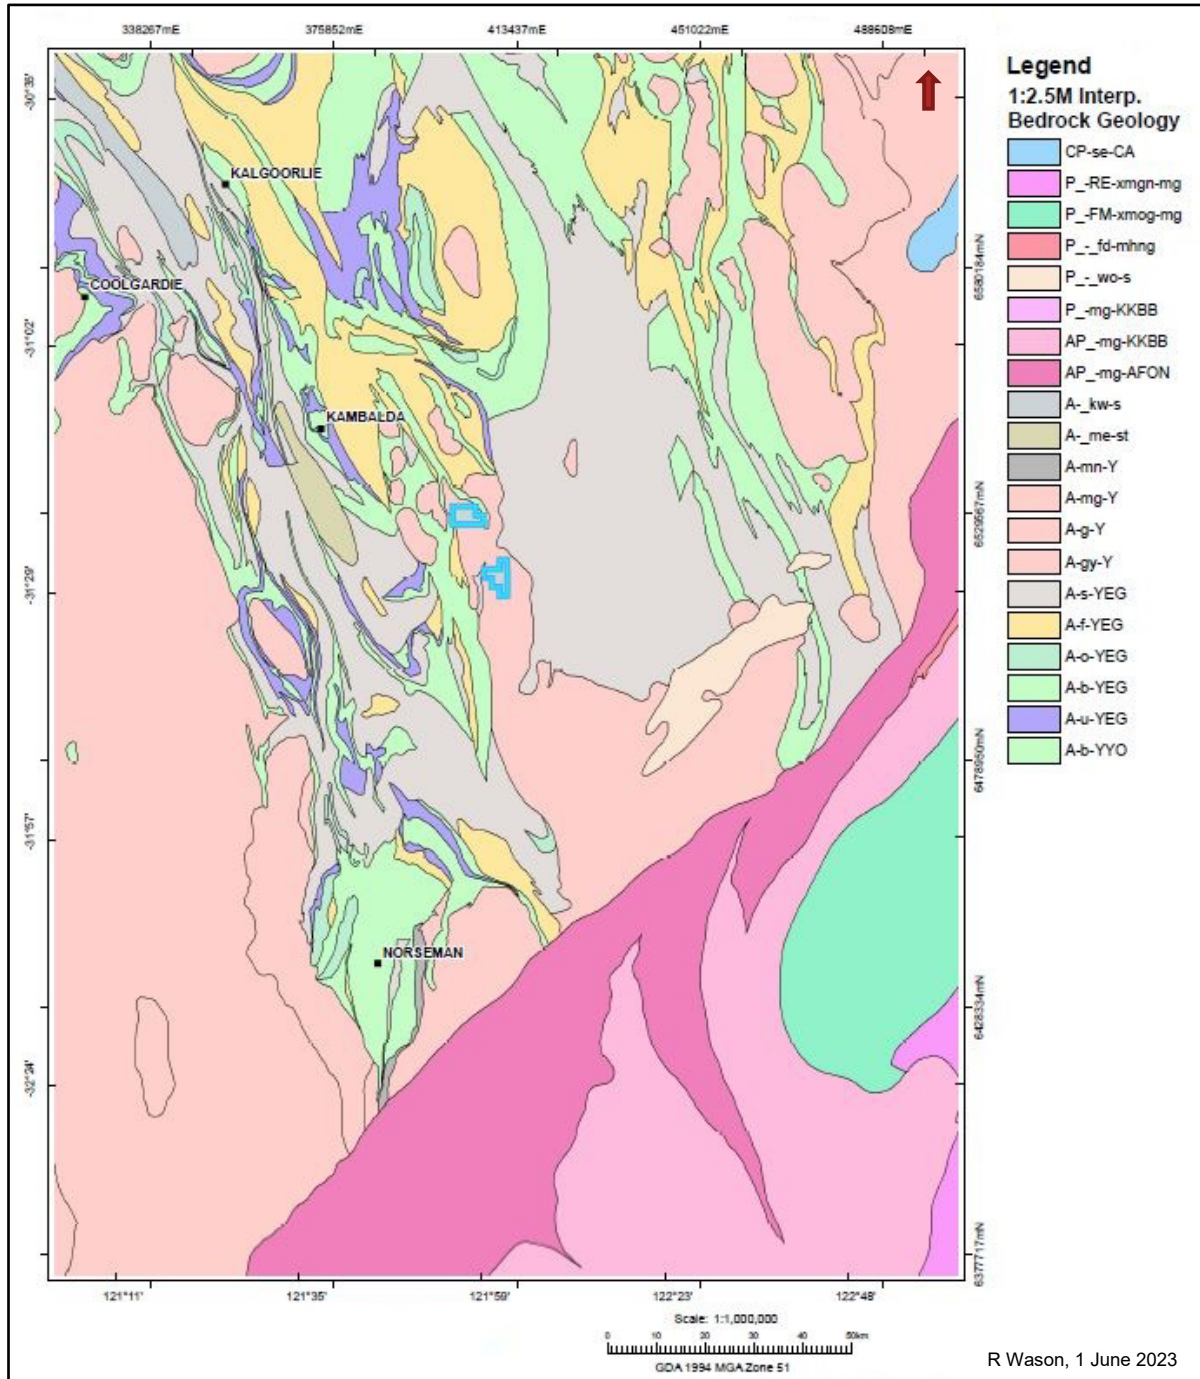 338267mE 375852mE 413437mE 451022mE 488608mE
-30°35'
-31°02'
-31°29'
-31°57'
-32°24'
KALGOORLIE
COOLGARDIE
KAMBALDA
NORSEMAN
6580184mN
6529567mN
6478950mN
6428334mN
6377717mN
121°11' 121°35' 121°59' 122°23' 122°48'
Scale: 1:1,000,000
0 10 20 30 40 50km
GDA 1994 MGA Zone 51
Legend
1:2.5M Interp.
Bedrock Geology
CP-se-CA
P_-RE-xmgn-mg
P_-FM-xmog-mg
P_-_fd-mhng
P_-_wo-s
P_-mg-KKBB
AP_-mg-KKBB
AP_-mg-AFON
A-_kw-s
A-_me-st
A-mn-Y
A-mg-Y
A-g-Y
A-gy-Y
A-s-YEG
A-f-YEG
A-o-YEG
A-b-YEG
A-u-YEG
A-b-YYO
R Wason, 1 June 2023